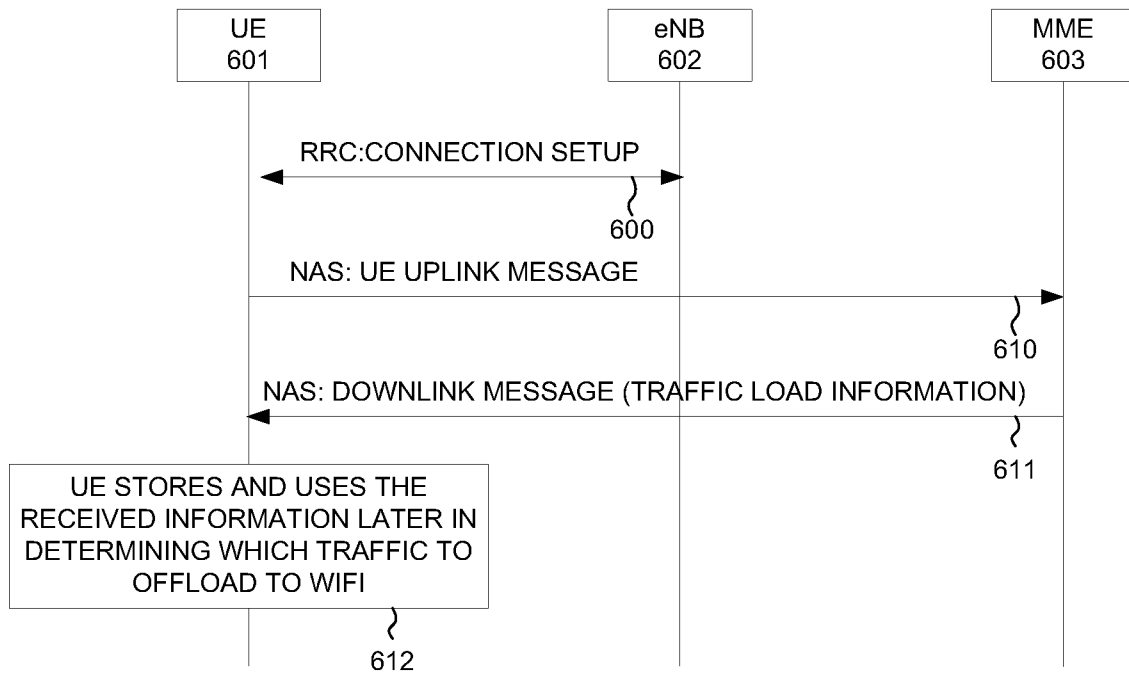 UE
601
eNB
602
MME
603
RRC:CONNECTION SETUP
600
NAS: UE UPLINK MESSAGE
610
NAS: DOWNLINK MESSAGE (TRAFFIC LOAD INFORMATION)
611
UE STORES AND USES THE
RECEIVED INFORMATION LATER IN
DETERMINING WHICH TRAFFIC TO
OFFLOAD TO WIFI
612